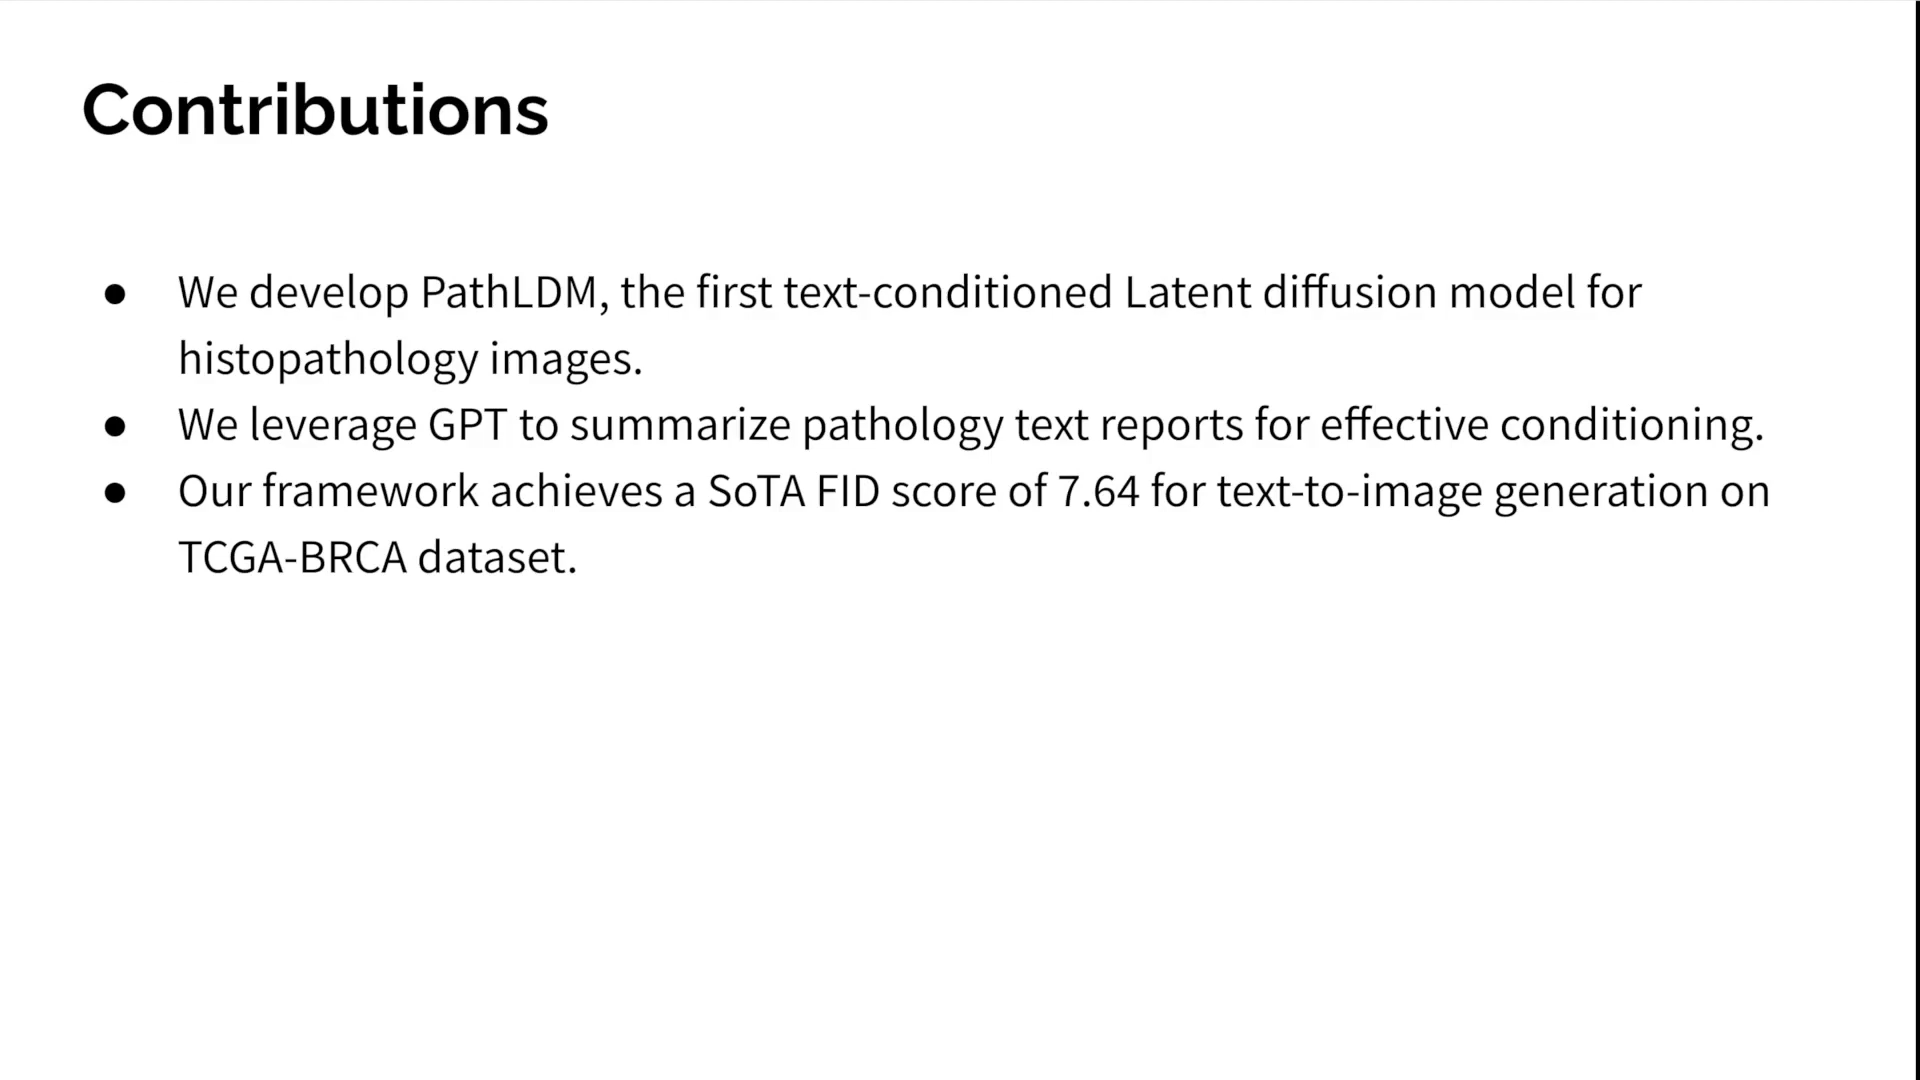 Contributions
● We develop PathLDM, the first text-conditioned Latent diffusion model for
histopathology images.
● We leverage GPT to summarize pathology text reports for effective conditioning.
● Our framework achieves a SoTA FID score of 7.64 for text-to-image generation on
TCGA-BRCA dataset.